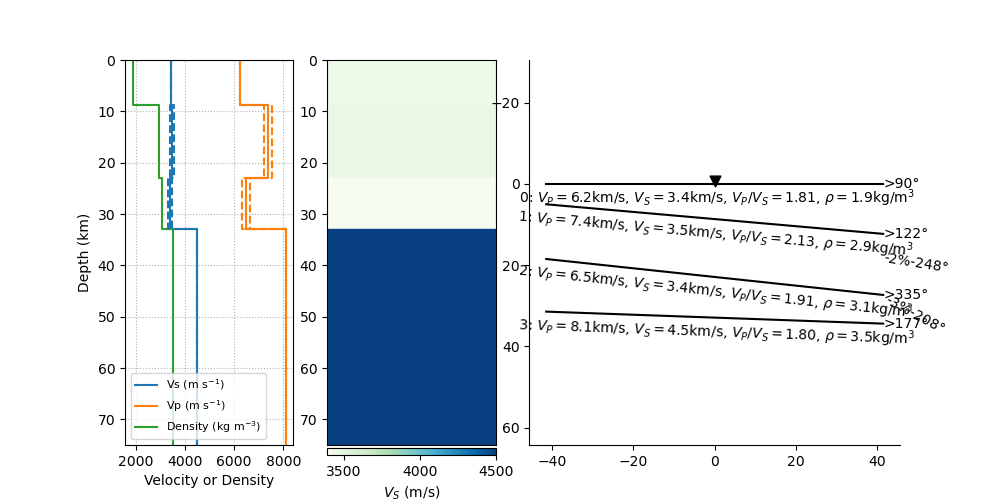 0
10
20
30
40
50
60
70
Depth (km)
2000 4000 6000 8000
Velocity or Density
Vs (m s⁻¹)
Vp (m s⁻¹)
Density (kg m⁻³)
0
10
20
30
40
50
60
70
3500 4000 4500
V_S (m/s)
−20
0
20
40
60
−40 −20 0 20 40
>90°
0: V_P = 6.2km/s, V_S = 3.4km/s, V_P/V_S = 1.81, ρ = 1.9kg/m³
>122°
1: V_P = 7.4km/s, V_S = 3.5km/s, V_P/V_S = 2.13, ρ = 2.9kg/m³
-2%-248°
>335°
2: V_P = 6.5km/s, V_S = 3.4km/s, V_P/V_S = 1.91, ρ = 3.1kg/m³
>177°
3: V_P = 8.1km/s, V_S = 4.5km/s, V_P/V_S = 1.80, ρ = 3.5kg/m³